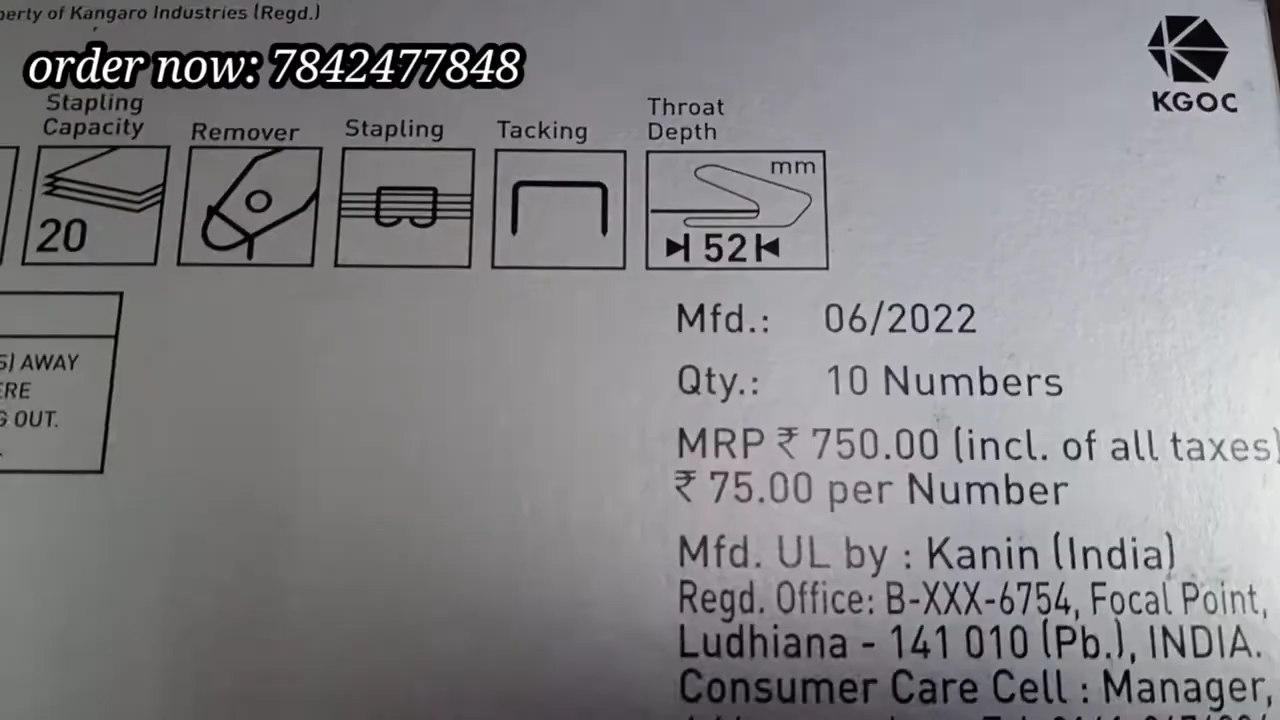 perty of Kangaro Industries (Regd.)
order now: 7842477848
KGOC
Stapling
Capacity
20
Remover
Stapling
Tacking
Throat
Depth
mm
52
AWAY
OUT.
Mfd.: 06/2022
Qty.: 10 Numbers
MRP ₹ 750.00 (incl. of all taxes)
₹ 75.00 per Number
Mfd. UL by : Kanin (India)
Regd. Office: B-XXX-6754, Focal Point,
Ludhiana - 141 010 (Pb.), INDIA.
Consumer Care Cell : Manager,